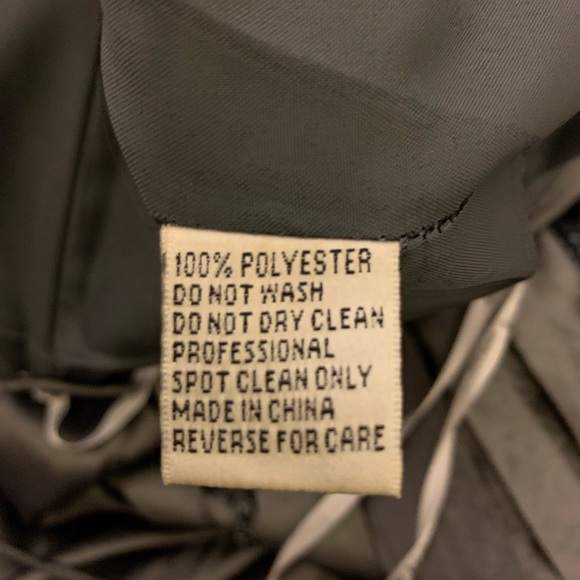 100% POLYESTER
DO NOT WASH
DO NOT DRY CLEAN
PROFESSIONAL
SPOT CLEAN ONLY
MADE IN CHINA
REVERSE FOR CARE